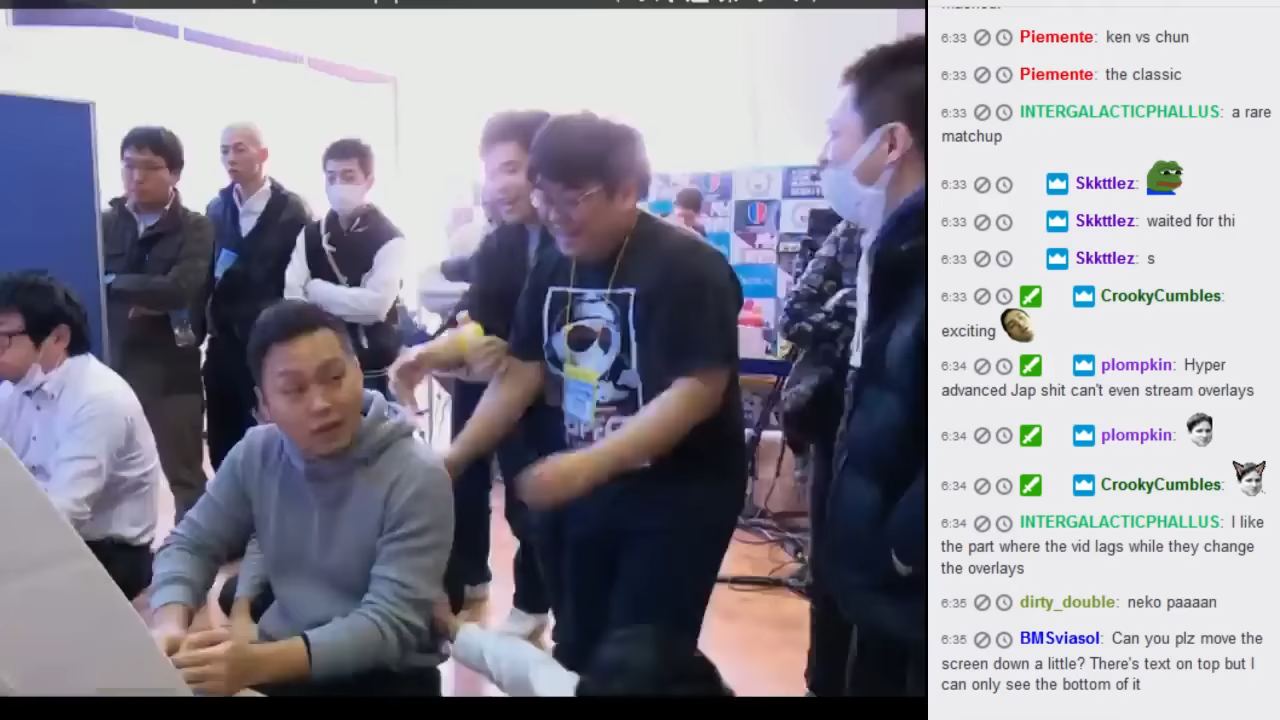 6:33 Piemente: ken vs chun
6:33 Piemente: the classic
6:33 INTERGALACTICPHALLUS: a rare
matchup
6:33 Skkttlez:
6:33 Skkttlez: waited for thi
6:33 Skkttlez: s
6:33 CrookyCumbles:
exciting
6:34 plompkin: Hyper
advanced Jap shit can't even stream overlays
6:34 plompkin:
6:34 CrookyCumbles:
6:34 INTERGALACTICPHALLUS: I like
the part where the vid lags while they change
the overlays
6:35 dirty_double: neko paaaan
6:35 BMSviasol: Can you plz move the
screen down a little? There's text on top but I
can only see the bottom of it